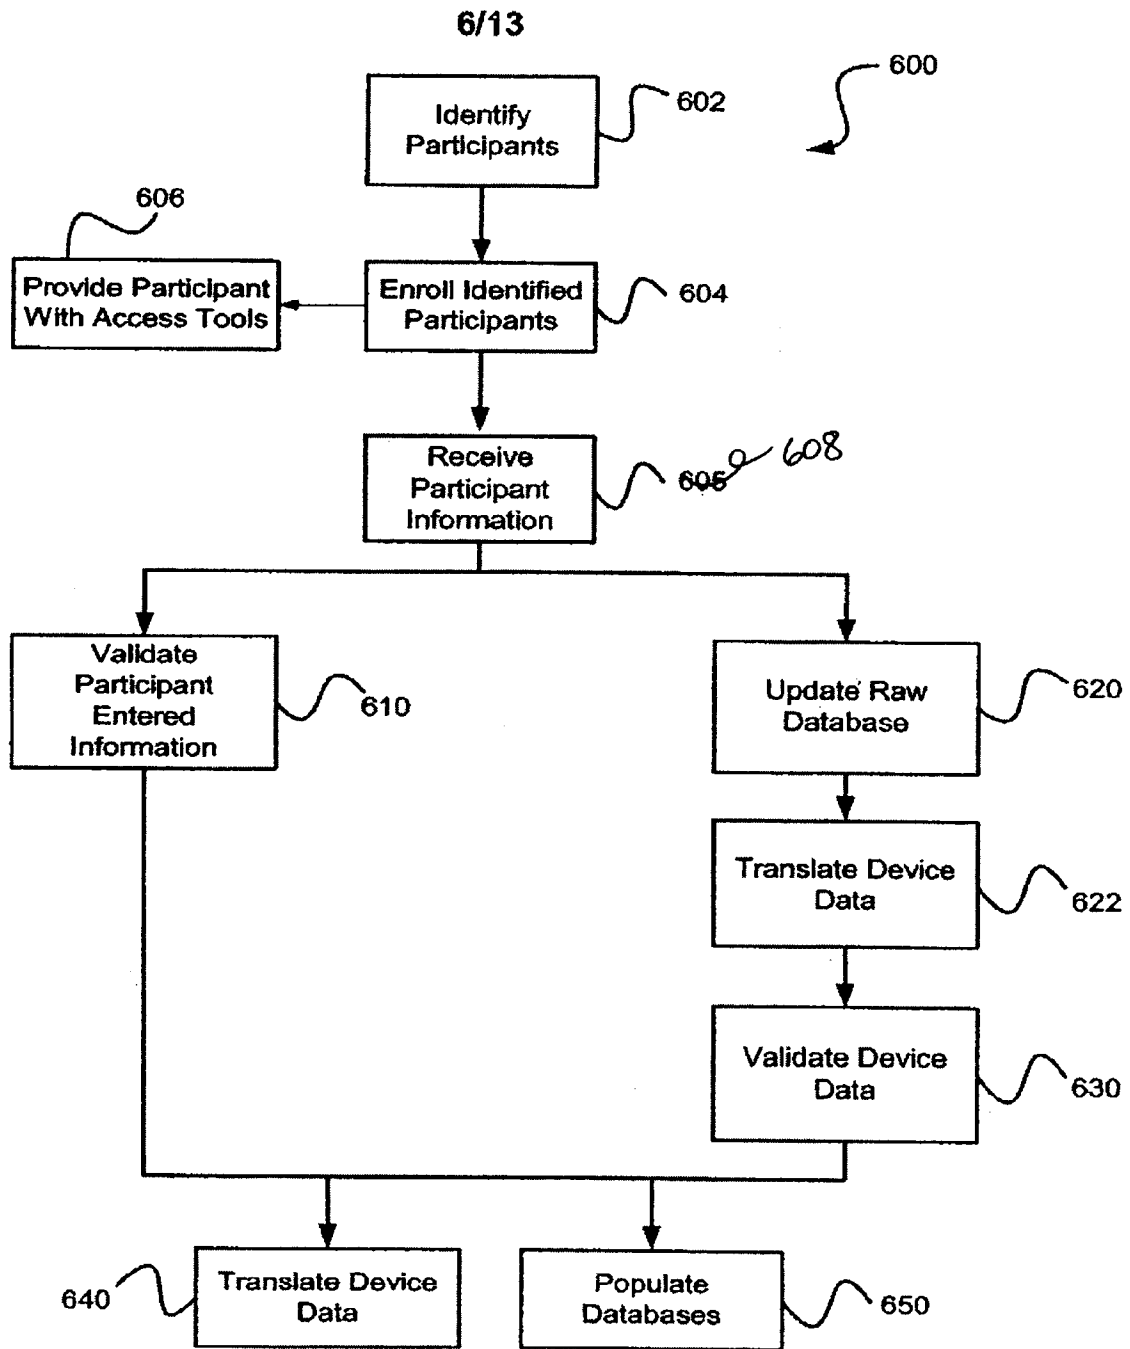 6/13
600
Identify
Participants
602
606
Provide Participant
With Access Tools
Enroll Identified
Participants
604
Receive
Participant
Information
605
608
Validate
Participant
Entered
Information
610
Update Raw
Database
620
Translate Device
Data
622
Validate Device
Data
630
640
Translate Device
Data
Populate
Databases
650